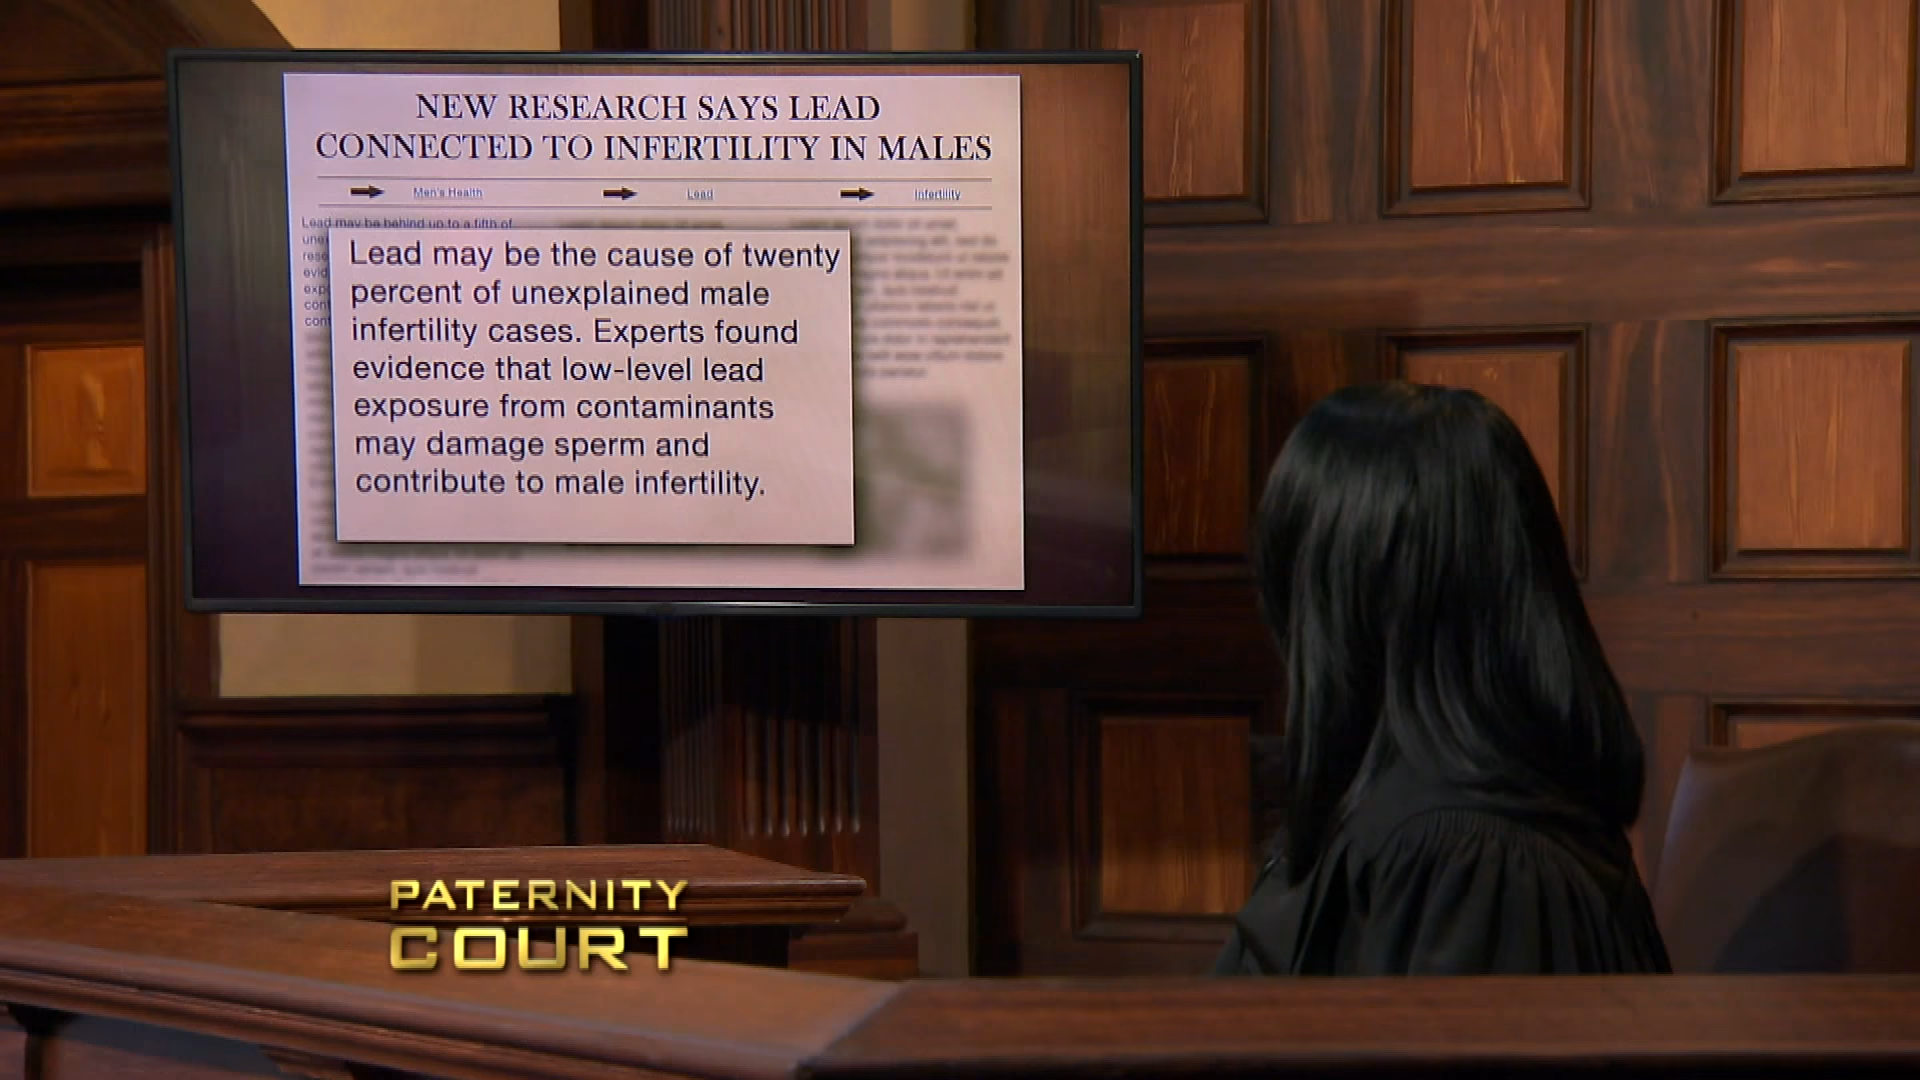 NEW RESEARCH SAYS LEAD
CONNECTED TO INFERTILITY IN MALES
Men's Health
Lead
Infertility
Lead may be behind up to a fifth of
Lead may be the cause of twenty
percent of unexplained male
infertility cases. Experts found
evidence that low-level lead
exposure from contaminants
may damage sperm and
contribute to male infertility.
PATERNITY
COURT